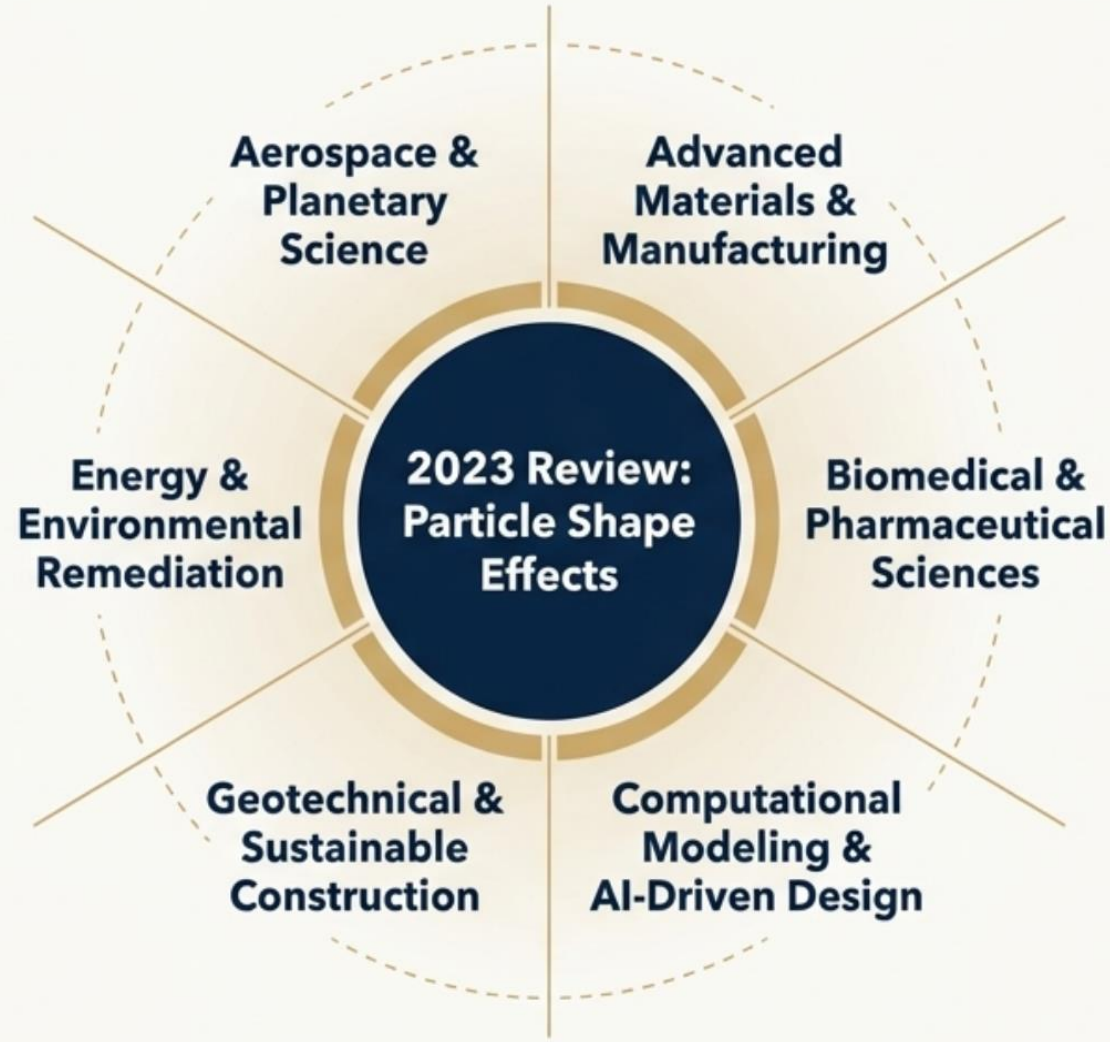 Aerospace &
Planetary
Science
Advanced
Materials &
Manufacturing
Energy &
Environmental
Remediation
2023 Review:
Particle Shape
Effects
Biomedical &
Pharmaceutical
Sciences
Geotechnical &
Sustainable
Construction
Computational
Modeling &
AI-Driven Design